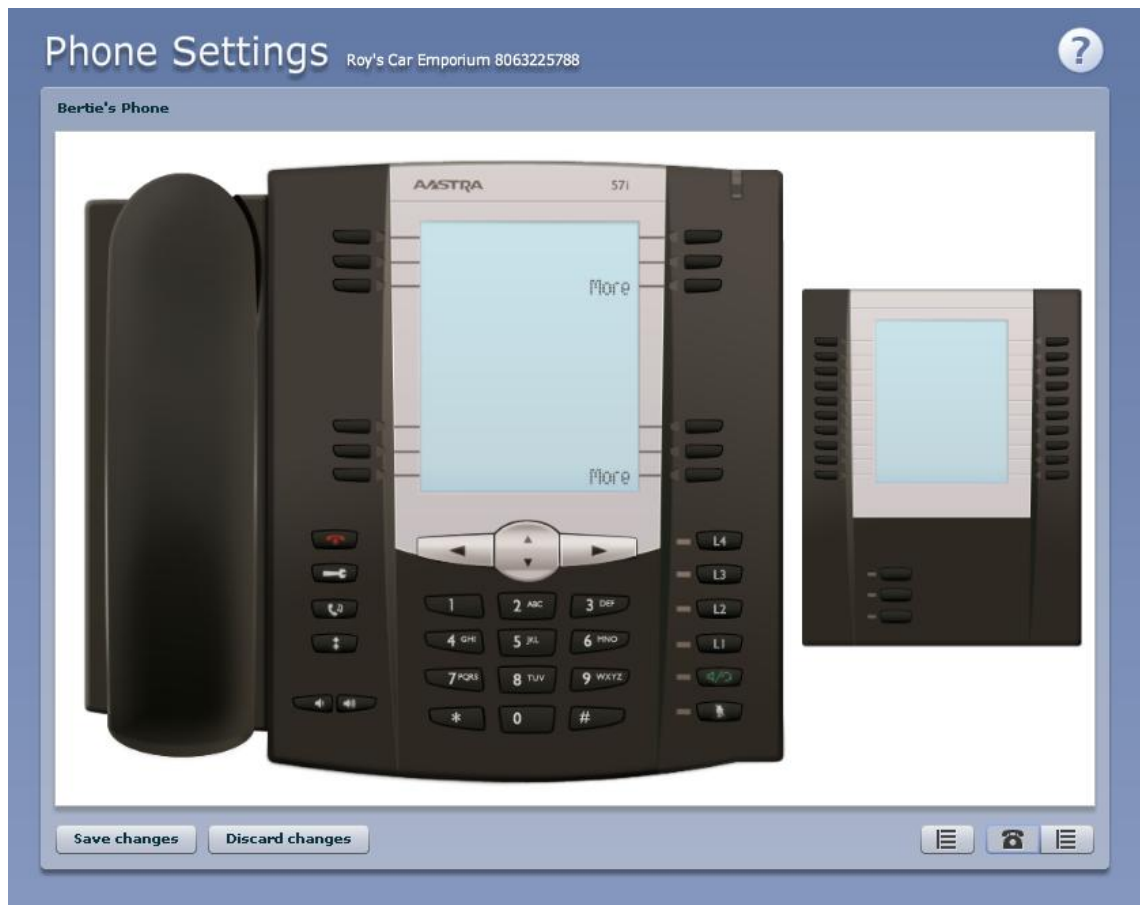 Phone Settings Roy's Car Emporium 8063225788
?
Bertie's Phone
AASTRA 57i
More
More
L4
L3
1 2 ABC 3 DEF L2
4 GHI 5 JKL 6 MNO L1
7 PQRS 8 TUV 9 WXYZ
* 0 #
Save changes Discard changes